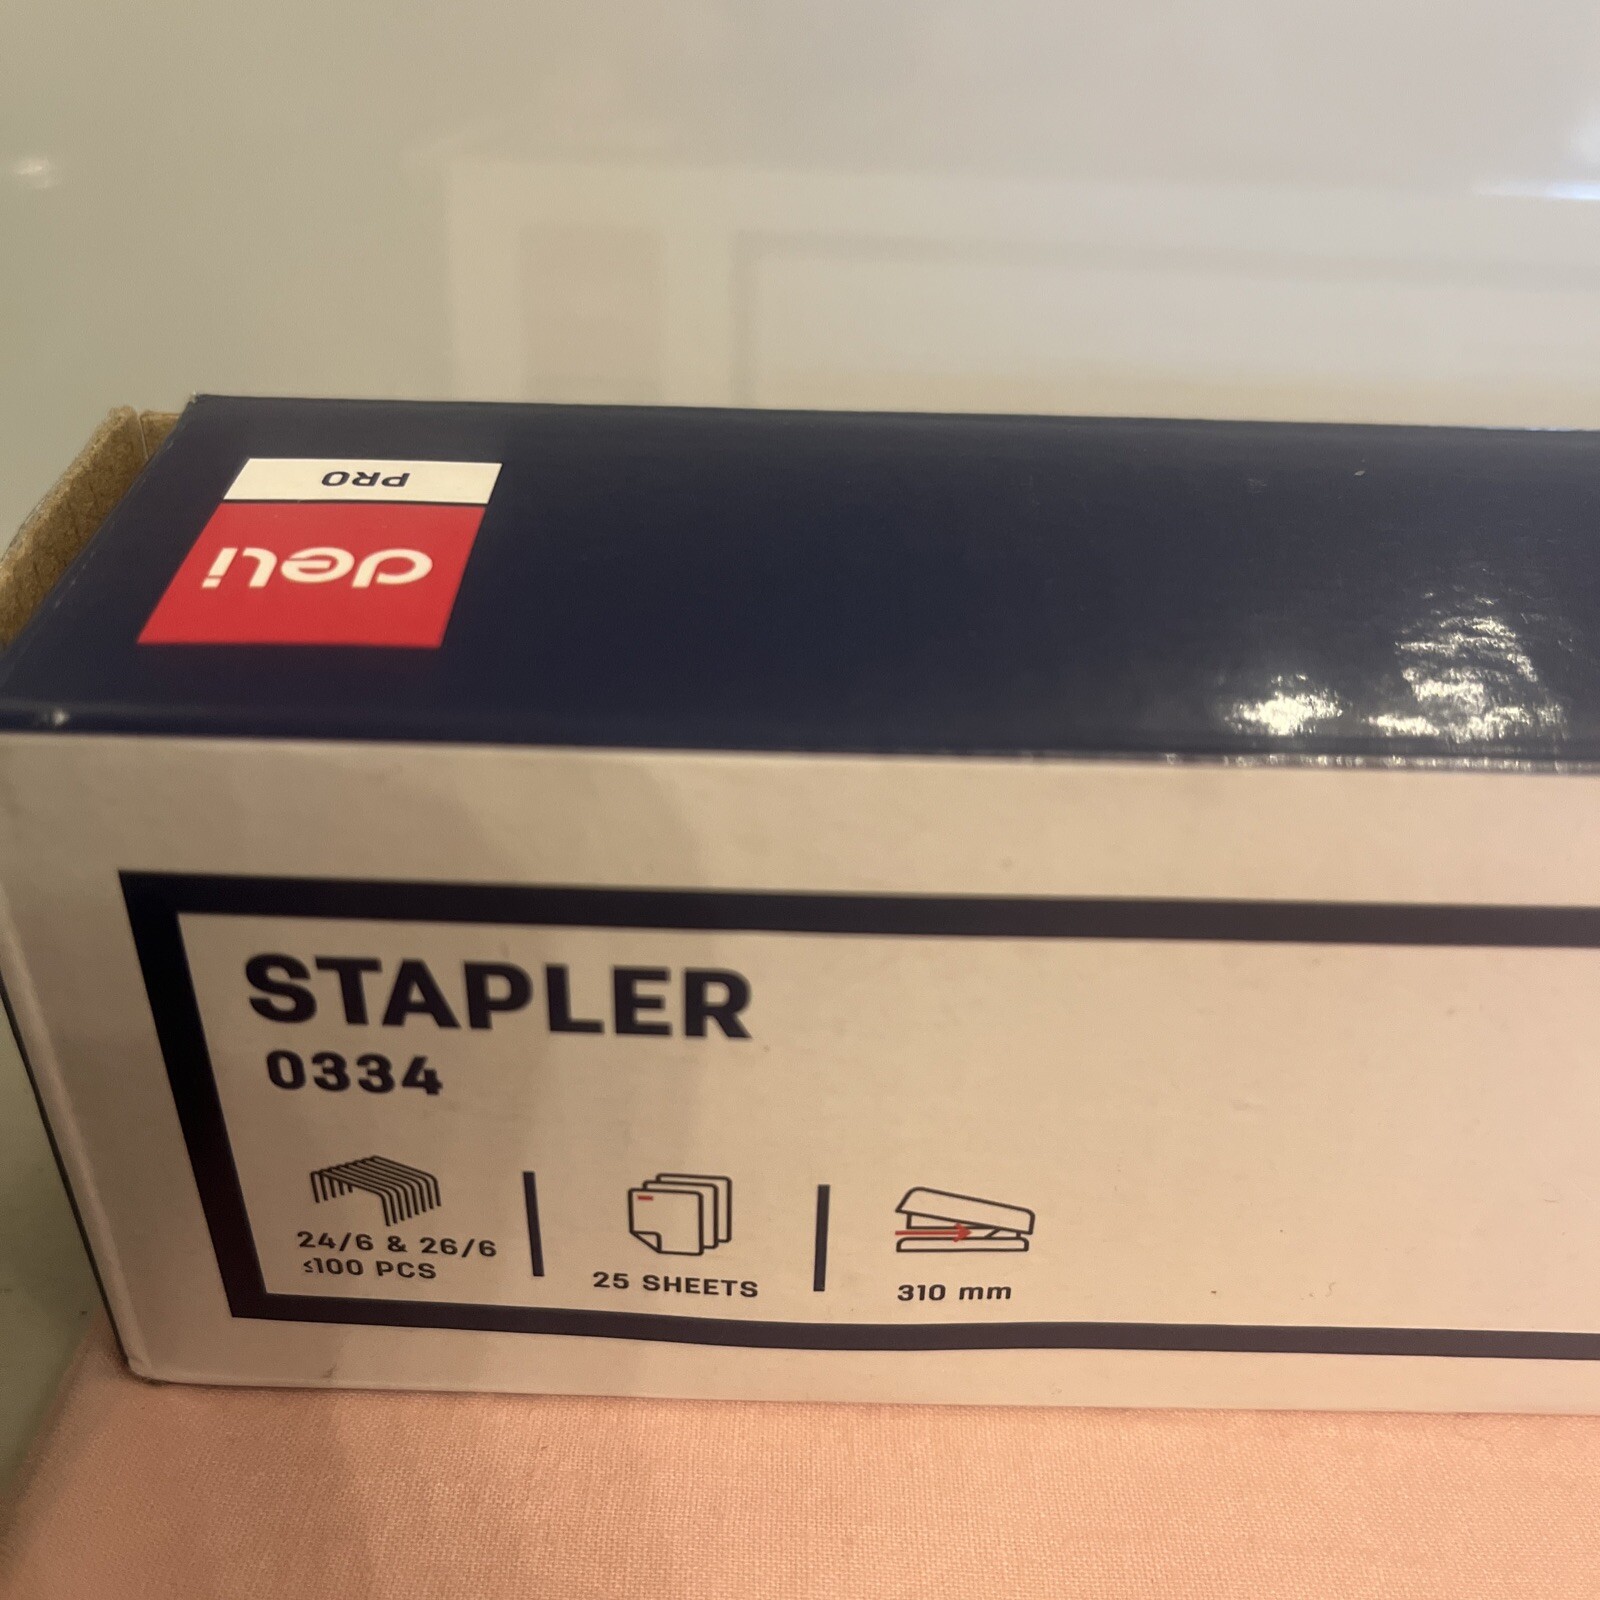 PRO
deli
STAPLER
0334
24/6 & 26/6
≤100 PCS
25 SHEETS
310 mm